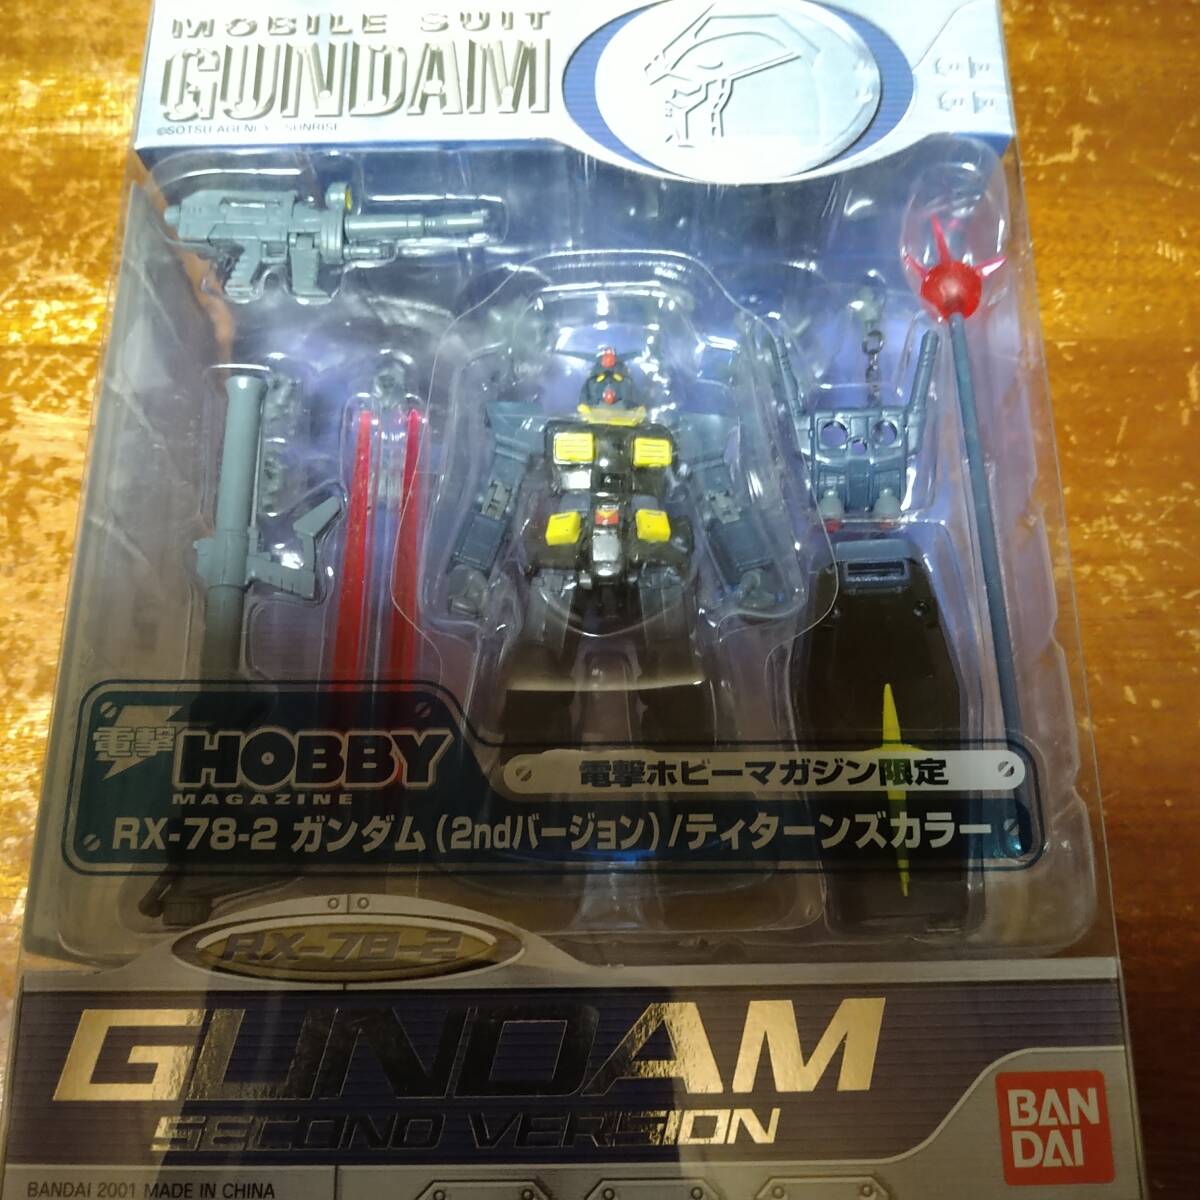 MOBILE SUIT
GUNDAM
©SOTSU AGENCY · SUNRISE
電撃 HOBBY
MAGAZINE
電撃ホビーマガジン限定
RX-78-2 ガンダム(2ndバージョン)/ティターンズカラー
RX-78-2
GUNDAM
SECOND VERSION
BAN
DAI
BANDAI 2001 MADE IN CHINA